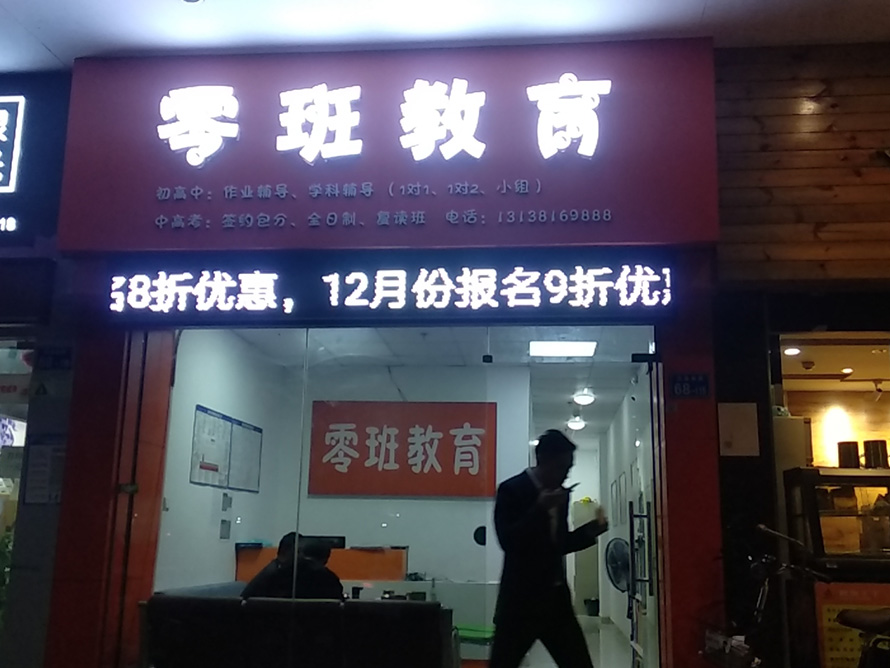 零班教育
初高中：作业辅导、学科辅导（1对1、1对2、小组）
中高考：签约包分、全日制、复读班 电话：13138169888
8折优惠，12月份报名9折优
零班教育
68
18